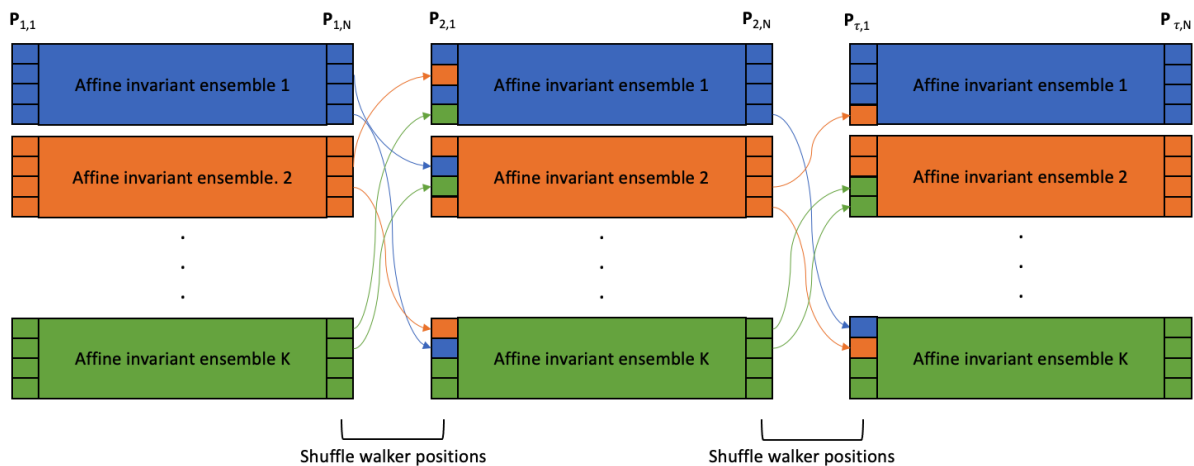 P1,1 P1,N P2,1 P2,N Pτ,1 P τ,N
Affine invariant ensemble 1 Affine invariant ensemble 1 Affine invariant ensemble 1
Affine invariant ensemble. 2 Affine invariant ensemble 2 Affine invariant ensemble 2
. . .
. . .
. . .
Affine invariant ensemble K Affine invariant ensemble K Affine invariant ensemble K
Shuffle walker positions Shuffle walker positions